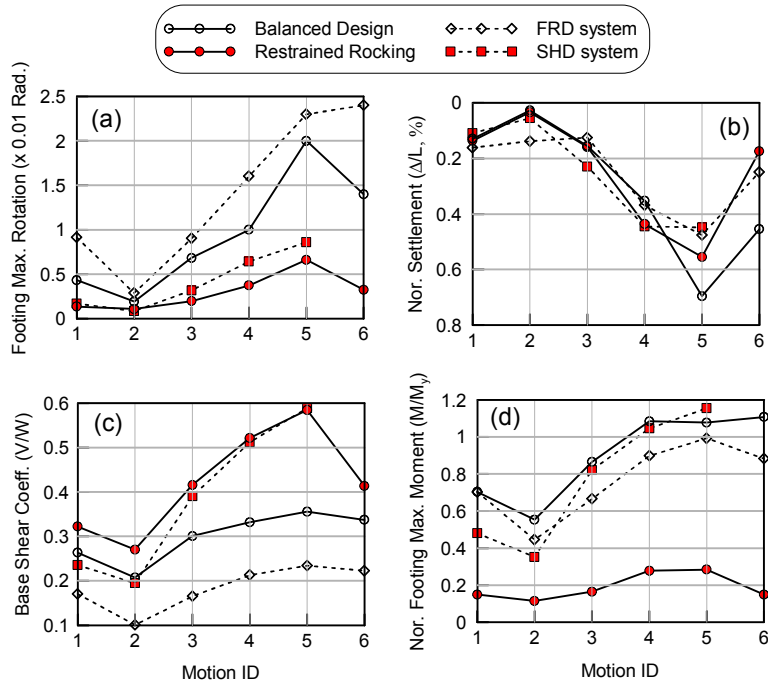 Balanced Design
Restrained Rocking
FRD system
SHD system
(a)
Footing Max. Rotation (x 0.01 Rad.)
2.5
2
1.5
1
0.5
0
1 2 3 4 5 6
(b)
Nor. Settlement (Δ/L, %)
0
0.2
0.4
0.6
0.8
1 2 3 4 5 6
(c)
Base Shear Coeff. (V/W)
0.6
0.5
0.4
0.3
0.2
0.1
1 2 3 4 5 6
Motion ID
(d)
Nor. Footing Max. Moment (M/My)
1.2
1
0.8
0.6
0.4
0.2
0
1 2 3 4 5 6
Motion ID